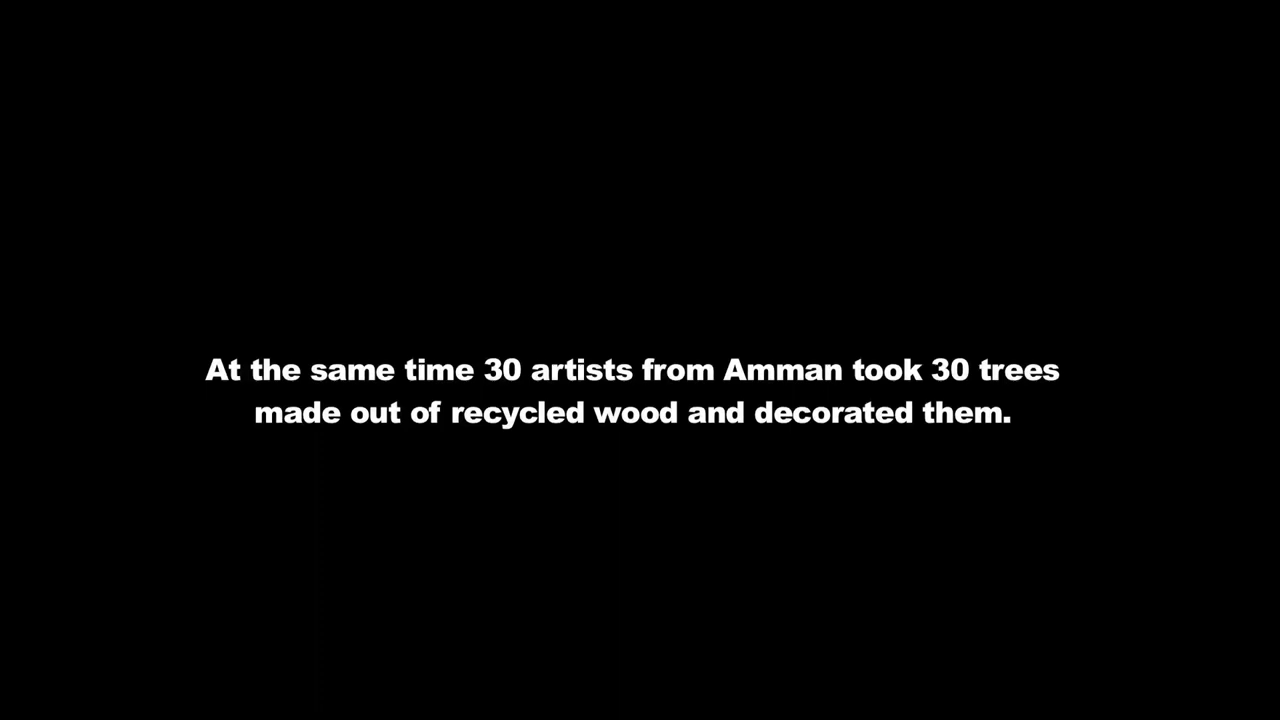 At the same time 30 artists from Amman took 30 trees
made out of recycled wood and decorated them.